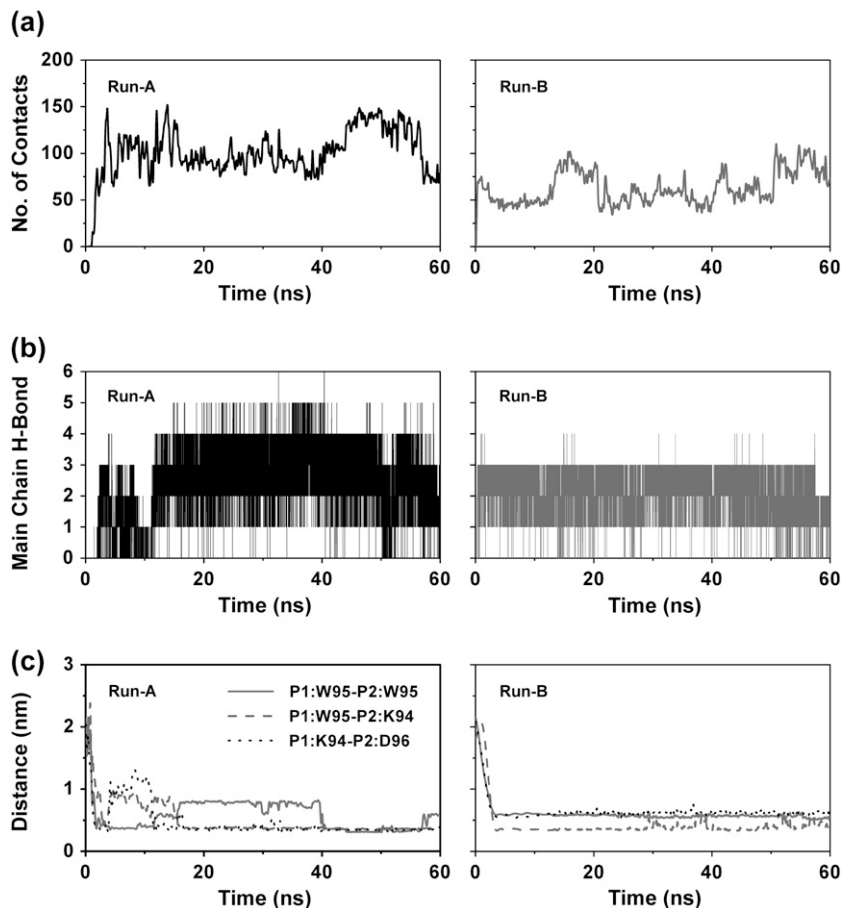 (a)
200
150
100
50
0
No. of Contacts
Run-A
0 20 40 60
Time (ns)
Run-B
0 20 40 60
Time (ns)
(b)
6
5
4
3
2
1
0
Main Chain H-Bond
Run-A
0 20 40 60
Time (ns)
Run-B
0 20 40 60
Time (ns)
(c)
3
2
1
0
Distance (nm)
Run-A
P1:W95-P2:W95
P1:W95-P2:K94
P1:K94-P2:D96
0 20 40 60
Time (ns)
Run-B
0 20 40 60
Time (ns)